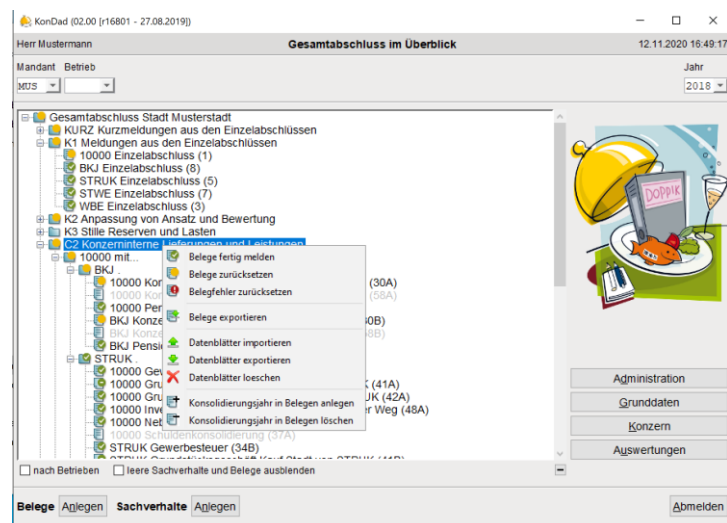 KonDad (02.00 [r16801 - 27.08.2019])
Herr Mustermann Gesamtabschluss im Überblick 12.11.2020 16:49:17
Mandant Betrieb Jahr
MUS 2018
Gesamtabschluss Stadt Musterstadt
KURZ Kurzmeldungen aus den Einzelabschlüssen
K1 Meldungen aus den Einzelabschlüssen
10000 Einzelabschluss (1)
BKJ Einzelabschluss (8)
STRUK Einzelabschluss (5)
STWE Einzelabschluss (7)
WBE Einzelabschluss (3)
K2 Anpassung von Ansatz und Bewertung
K3 Stille Reserven und Lasten
C2 Konzerninterne Lieferungen und Leistungen
10000 mit...
BKJ .
10000 Kon (30A)
10000 Kon (58A)
10000 Pen
BKJ Konze 30B)
BKJ Konze 58B)
BKJ Pensi
STRUK .
10000 Gew
10000 Gru K (41A)
10000 Gru UK (42A)
10000 Inve er Weg (48A)
10000 Net
10000 Schuldenkonsolidierung (37A)
STRUK Gewerbesteuer (34B)
Belege fertig melden
Belege zurücksetzen
Belegfehler zurücksetzen
Belege exportieren
Datenblätter importieren
Datenblätter exportieren
Datenblätter loeschen
Konsolidierungsjahr in Belegen anlegen
Konsolidierungsjahr in Belegen löschen
DOPPIK
Administration
Grunddaten
Konzern
Auswertungen
nach Betrieben leere Sachverhalte und Belege ausblenden
Belege Anlegen Sachverhalte Anlegen Abmelden